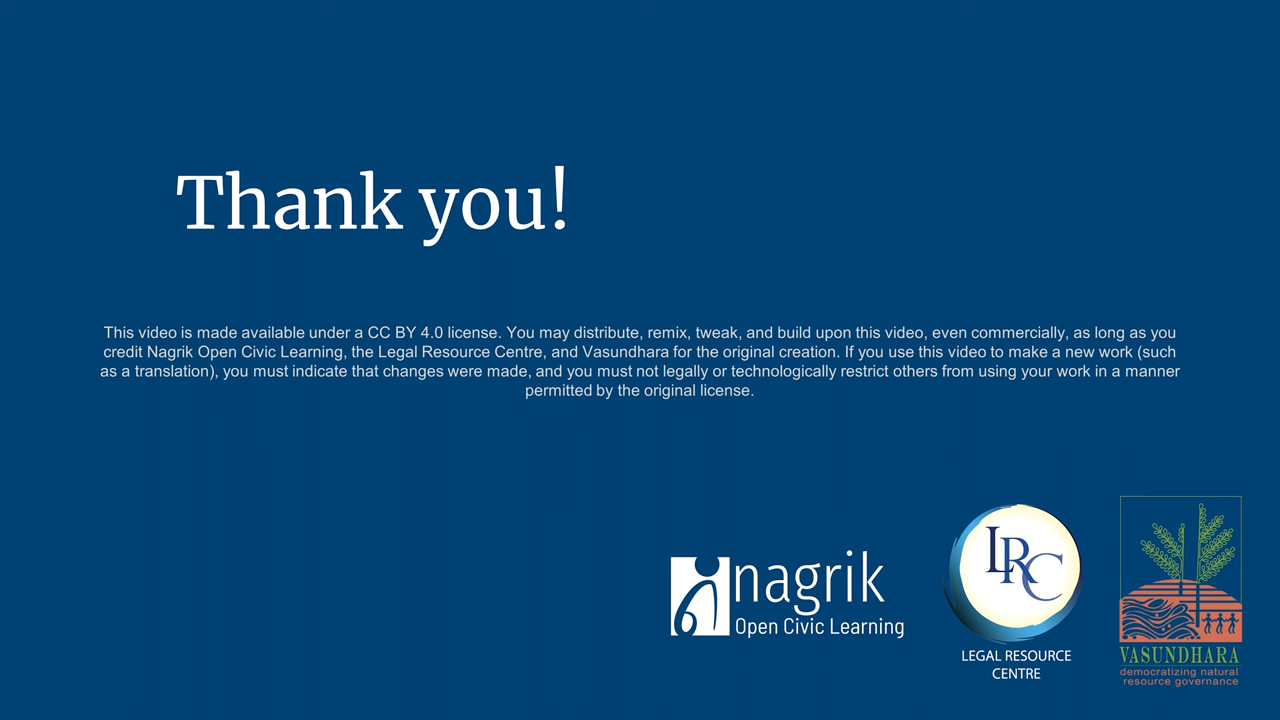 Thank you!
This video is made available under a CC BY 4.0 license. You may distribute, remix, tweak, and build upon this video, even commercially, as long as you
credit Nagrik Open Civic Learning, the Legal Resource Centre, and Vasundhara for the original creation. If you use this video to make a new work (such
as a translation), you must indicate that changes were made, and you must not legally or technologically restrict others from using your work in a manner
permitted by the original license.
nagrik
Open Civic Learning
LRC
LEGAL RESOURCE
CENTRE
VASUNDHARA
democratizing natural
resource governance